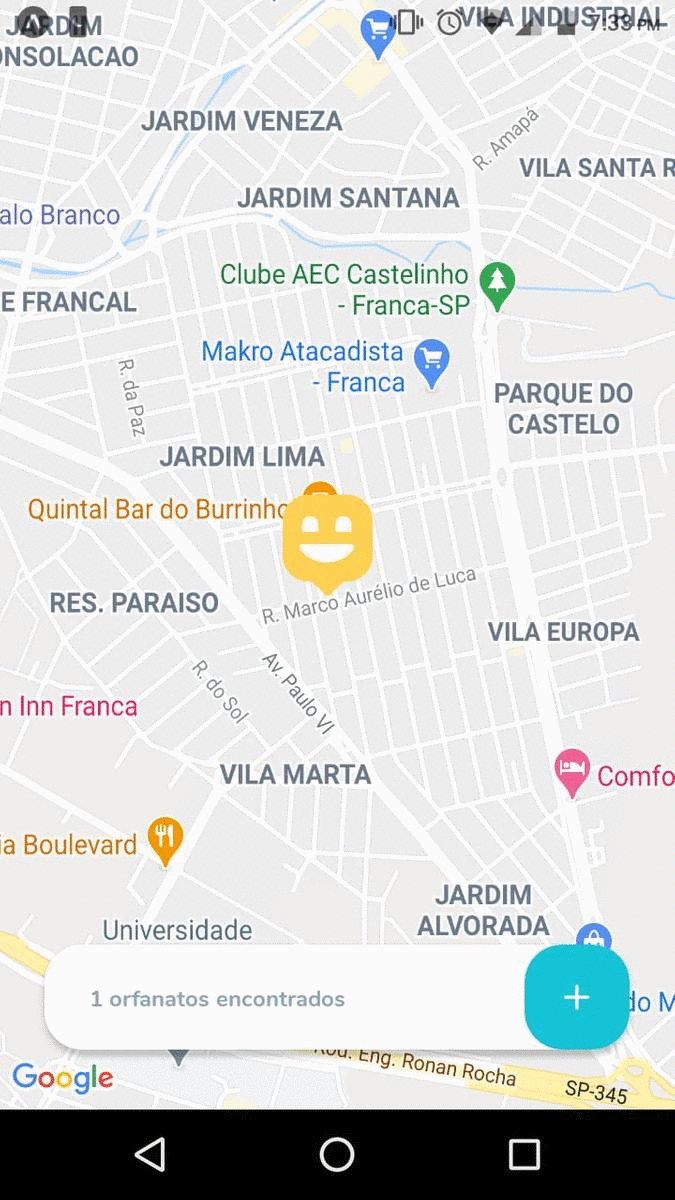 JARDIM
ONSOLACAO
VILA INDUSTRIAL
7:33 PM
JARDIM VENEZA
R. Amapá
VILA SANTA R
JARDIM SANTANA
alo Branco
Clube AEC Castelinho
- Franca-SP
E FRANCAL
Makro Atacadista
- Franca
R. da Paz
PARQUE DO
CASTELO
JARDIM LIMA
Quintal Bar do Burrinho
R. Marco Aurélio de Luca
RES. PARAISO
VILA EUROPA
Av. Paulo VI
R. do Sol
n Inn Franca
VILA MARTA
Comfo
ia Boulevard
JARDIM
ALVORADA
Universidade
1 orfanatos encontrados
+
do M
Google
Rod. Eng. Ronan Rocha
SP-345